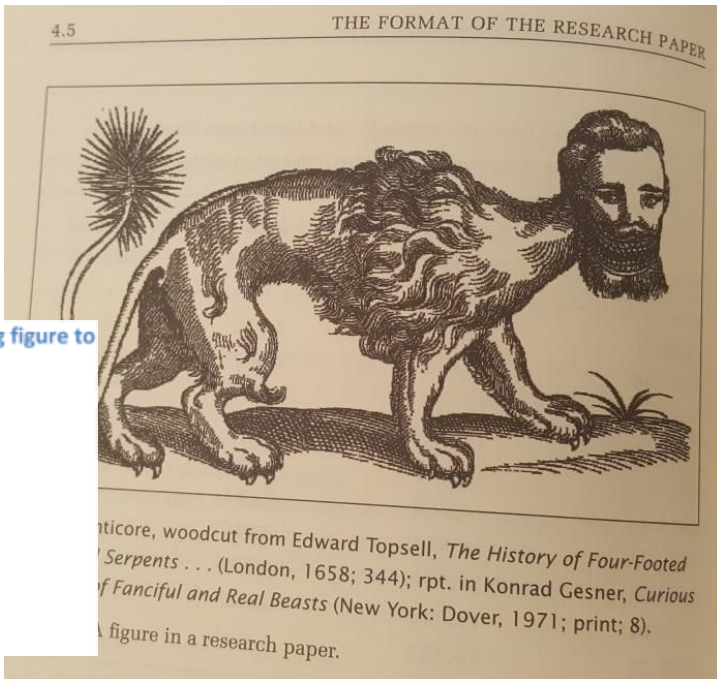 4.5 THE FORMAT OF THE RESEARCH PAPER
figure to
nticore, woodcut from Edward Topsell, The History of Four-Footed
Serpents . . . (London, 1658; 344); rpt. in Konrad Gesner, Curious
of Fanciful and Real Beasts (New York: Dover, 1971; print; 8).
A figure in a research paper.